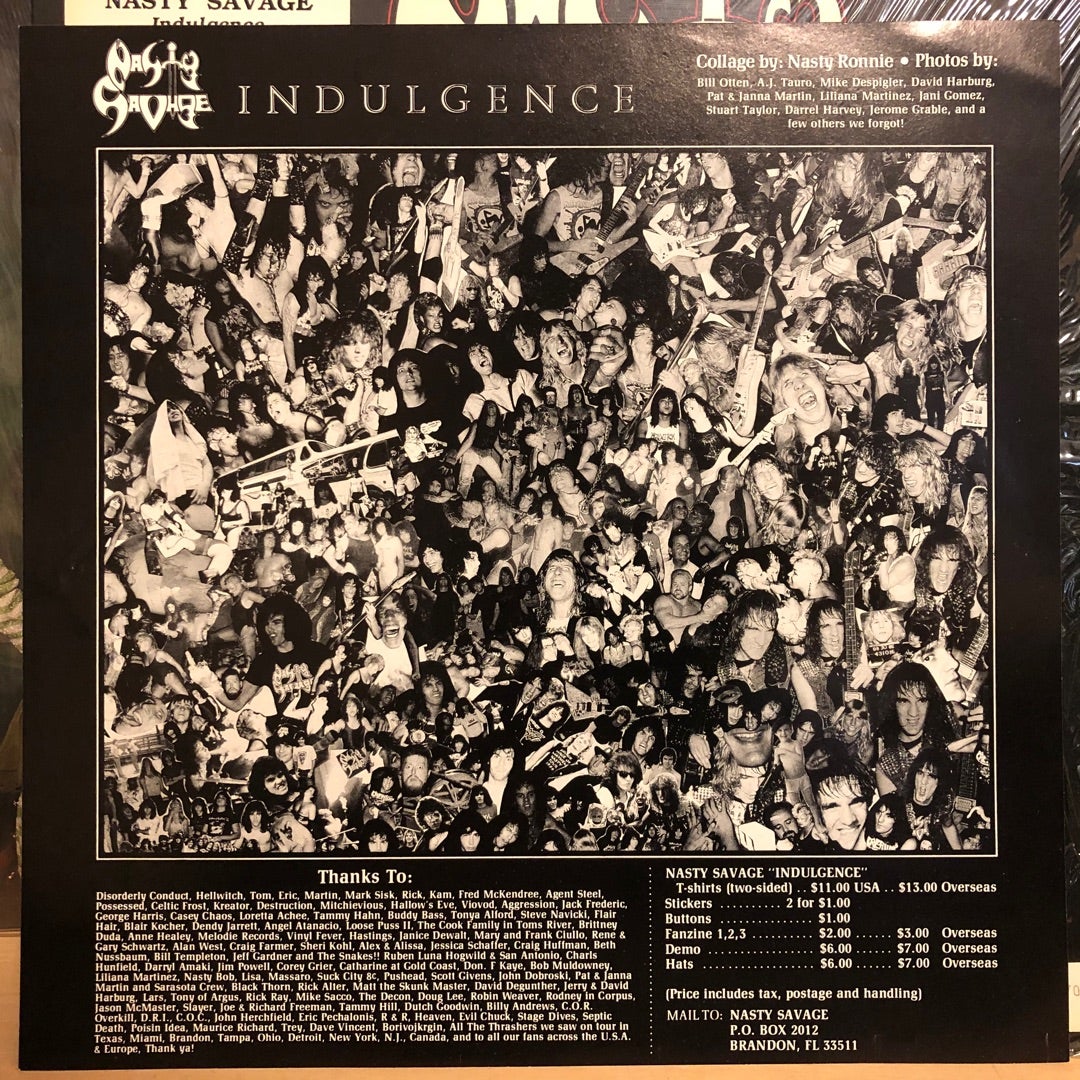 NASTY SAVAGE
Indulgence
Nasty Savage
INDULGENCE
Collage by: Nasty Ronnie • Photos by:
Bill Otten, A.J. Tauro, Mike Despigler, David Harburg,
Pat & Janna Martin, Liliana Martinez, Jani Gomez,
Stuart Taylor, Darrel Harvey, Jerome Grable, and a
few others we forgot!
Thanks To:
Disorderly Conduct, Hellwitch, Tom, Eric, Martin, Mark Sisk, Rick, Kam, Fred McKendree, Agent Steel,
Possessed, Celtic Frost, Kreator, Destruction, Mitchievious, Hallow's Eve, Viovod, Aggression, Jack Frederic,
George Harris, Casey Chaos, Loretta Achee, Tammy Hahn, Buddy Bass, Tonya Alford, Steve Navicki, Flair
Hair, Blair Kocher, Dendy Jarrett, Angel Atanacio, Loose Puss II, The Cook Family in Toms River, Britney
Duda, Anne Healey, Melodie Records, Vinyl Fever, Hastings, Janice Dewalt, Mary and Frank Ciullo, Rene &
Gary Schwartz, Alan West, Craig Farmer, Sheri Kohl, Alex & Alissa, Jessica Schaffer, Craig Huffman, Beth
Nussbaum, Bill Templeton, Jeff Gardner and The Snakes!! Ruben Luna Hogwild & San Antonio, Charls
Hunfield, Darryl Amaki, Jim Powell, Corey Grier, Catharine at Gold Coast, Don. F Kaye, Bob Muldowney,
Liliana Martinez, Nasty Bob, Lisa, Massaro, Suck City 8c, Pushead, Scott Givens, John Dobroski, Pat & Janna
Martin and Sarasota Crew, Black Thorn, Rick Alter, Matt the Skunk Master, David Degunther, Jerry & David
Harburg, Lars, Tony of Argus, Rick Ray, Mike Sacco, The Decon, Doug Lee, Robin Weaver, Rodney in Corpus,
Jason McMaster, Slayer, Joe & Richard Freeman, Tammy Hill, Dutch Goodwin, Billy Andrews, C.O.R.
Overkill, D.R.I., C.O.C., John Herchfield, Eric Pechalonis, R & R, Heaven, Evil Chuck, Stage Dives, Septic
Death, Poisin Idea, Maurice Richard, Trey, Dave Vincent, Borivojkrgin, All The Thrashers we saw on tour in
Texas, Miami, Brandon, Tampa, Ohio, Detroit, New York, N.J., Canada, and to all our fans across the U.S.A.
& Europe, Thank ya!
NASTY SAVAGE "INDULGENCE"
T-shirts (two-sided) .. $11.00 USA .. $13.00 Overseas
Stickers .......... 2 for $1.00
Buttons ............... $1.00
Fanzine 1,2,3 .......... $2.00 ...... $3.00 Overseas
Demo .................. $6.00 ...... $7.00 Overseas
Hats ................... $6.00 ...... $7.00 Overseas
(Price includes tax, postage and handling)
MAIL TO: NASTY SAVAGE
P.O. BOX 2012
BRANDON, FL 33511